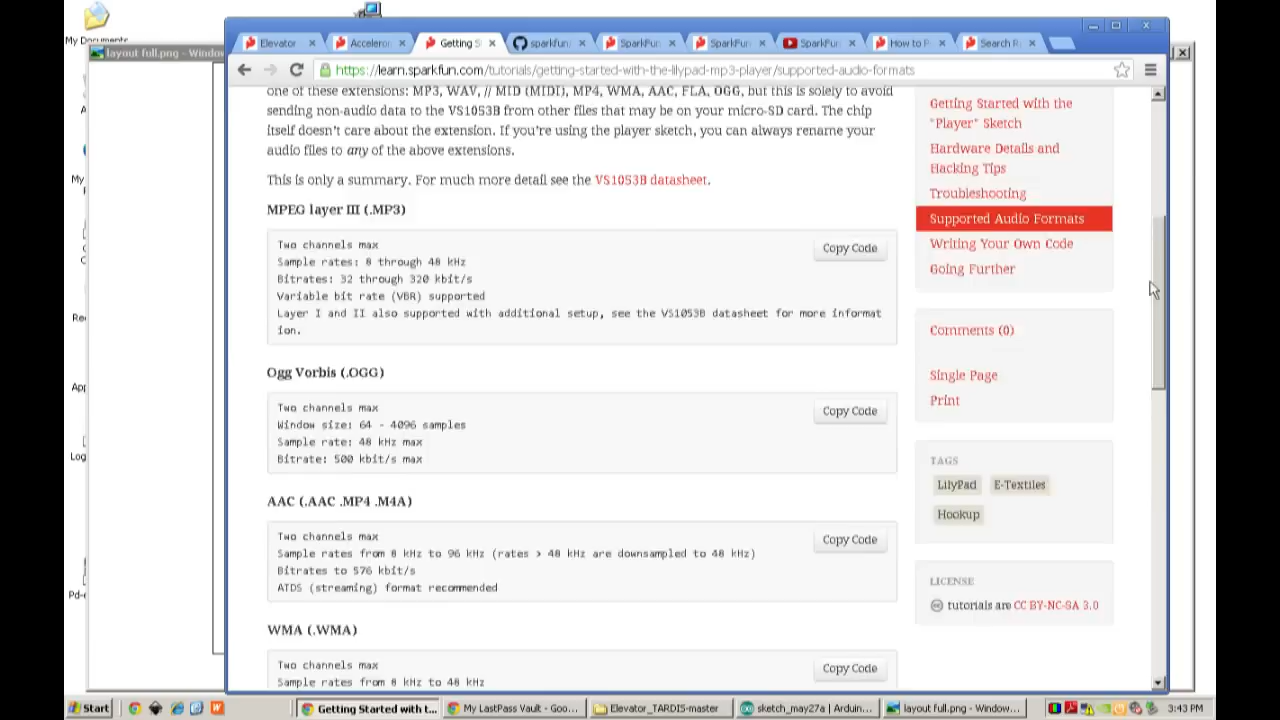 My Documents
layout full.png - Window
Elevator
Acceleror
Getting S
sparkfun/
SparkFun
SparkFun
SparkFun
How to P
Search R
https://learn.sparkfun.com/tutorials/getting-started-with-the-lilypad-mp3-player/supported-audio-formats
one of these extensions: MP3, WAV, // MID (MIDI), MP4, WMA, AAC, FLA, OGG, but this is solely to avoid
sending non-audio data to the VS1053B from other files that may be on your micro-SD card. The chip
itself doesn't care about the extension. If you're using the player sketch, you can always rename your
audio files to any of the above extensions.
This is only a summary. For much more detail see the VS1053B datasheet.
MPEG layer III (.MP3)
Two channels max
Sample rates: 8 through 48 kHz
Bitrates: 32 through 320 kbit/s
Variable bit rate (VBR) supported
Layer I and II also supported with additional setup, see the VS1053B datasheet for more informat
ion.
Copy Code
Ogg Vorbis (.OGG)
Two channels max
Window size: 64 - 4096 samples
Sample rate: 48 kHz max
Bitrate: 500 kbit/s max
Copy Code
AAC (.AAC .MP4 .M4A)
Two channels max
Sample rates from 8 kHz to 96 kHz (rates > 48 kHz are downsampled to 48 kHz)
Bitrates to 576 kbit/s
ATDS (streaming) format recommended
Copy Code
WMA (.WMA)
Two channels max
Sample rates from 8 kHz to 48 kHz
Copy Code
Getting Started with the
"Player" Sketch
Hardware Details and
Hacking Tips
Troubleshooting
Supported Audio Formats
Writing Your Own Code
Going Further
Comments (0)
Single Page
Print
TAGS
LilyPad
E-Textiles
Hookup
LICENSE
tutorials are CC BY-NC-SA 3.0
My
Rec
App
Log
Pd-e
Start
Getting Started with t...
My LastPass Vault - Goo...
Elevator_TARDIS-master
sketch_may27a | Arduin...
layout full.png - Window...
3:43 PM